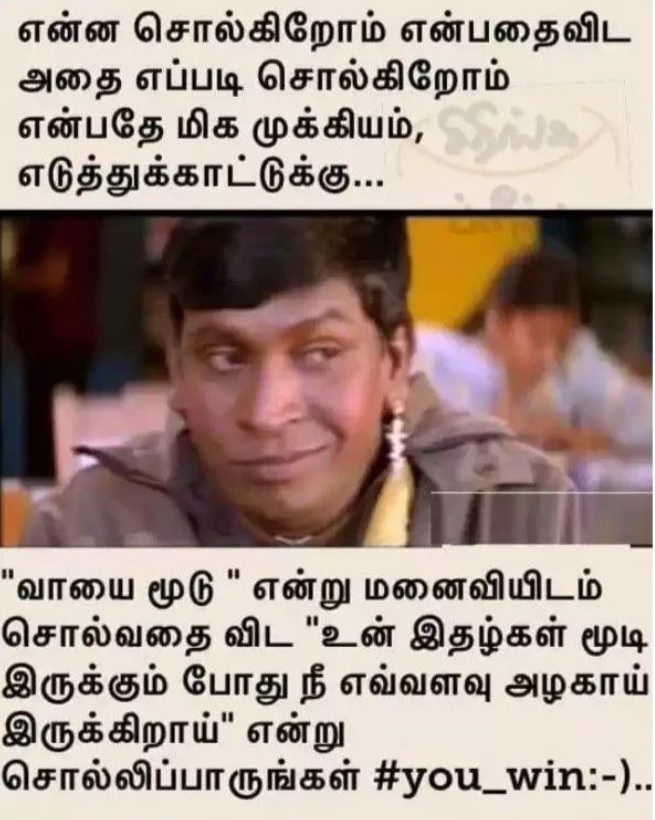 என்ன சொல்கிறோம் என்பதைவிட
அதை எப்படி சொல்கிறோம்
என்பதே மிக முக்கியம்,
எடுத்துக்காட்டுக்கு...
"வாயை மூடு " என்று மனைவியிடம்
சொல்வதை விட "உன் இதழ்கள் மூடி
இருக்கும் போது நீ எவ்வளவு அழகாய்
இருக்கிறாய்" என்று
சொல்லிப்பாருங்கள் #you_win:-)..